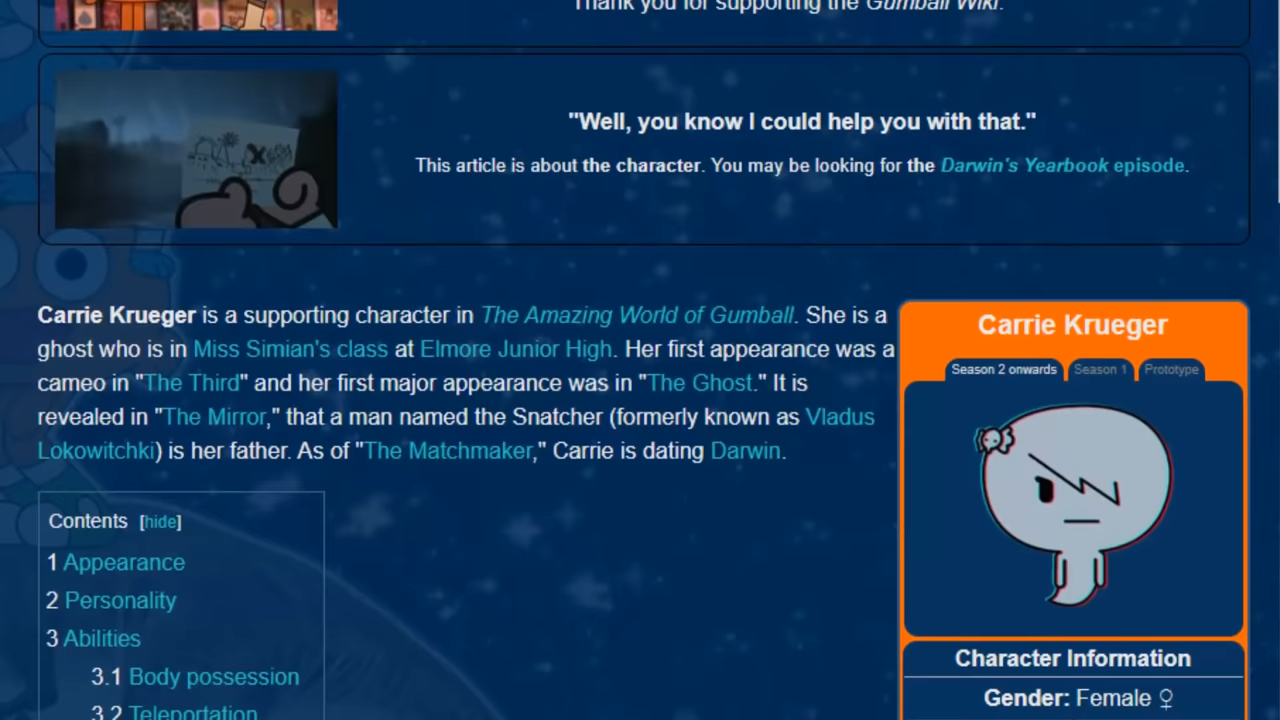 Thank you for supporting the Gumball Wiki.
"Well, you know I could help you with that."
This article is about the character. You may be looking for the Darwin's Yearbook episode.
Carrie Krueger is a supporting character in The Amazing World of Gumball. She is a
ghost who is in Miss Simian's class at Elmore Junior High. Her first appearance was a
cameo in "The Third" and her first major appearance was in "The Ghost." It is
revealed in "The Mirror," that a man named the Snatcher (formerly known as Vladus
Lokowitchki) is her father. As of "The Matchmaker," Carrie is dating Darwin.
Contents [hide]
1 Appearance
2 Personality
3 Abilities
3.1 Body possession
3.2 Teleportation
Carrie Krueger
Season 2 onwards Season 1 Prototype
Character Information
Gender: Female ♀